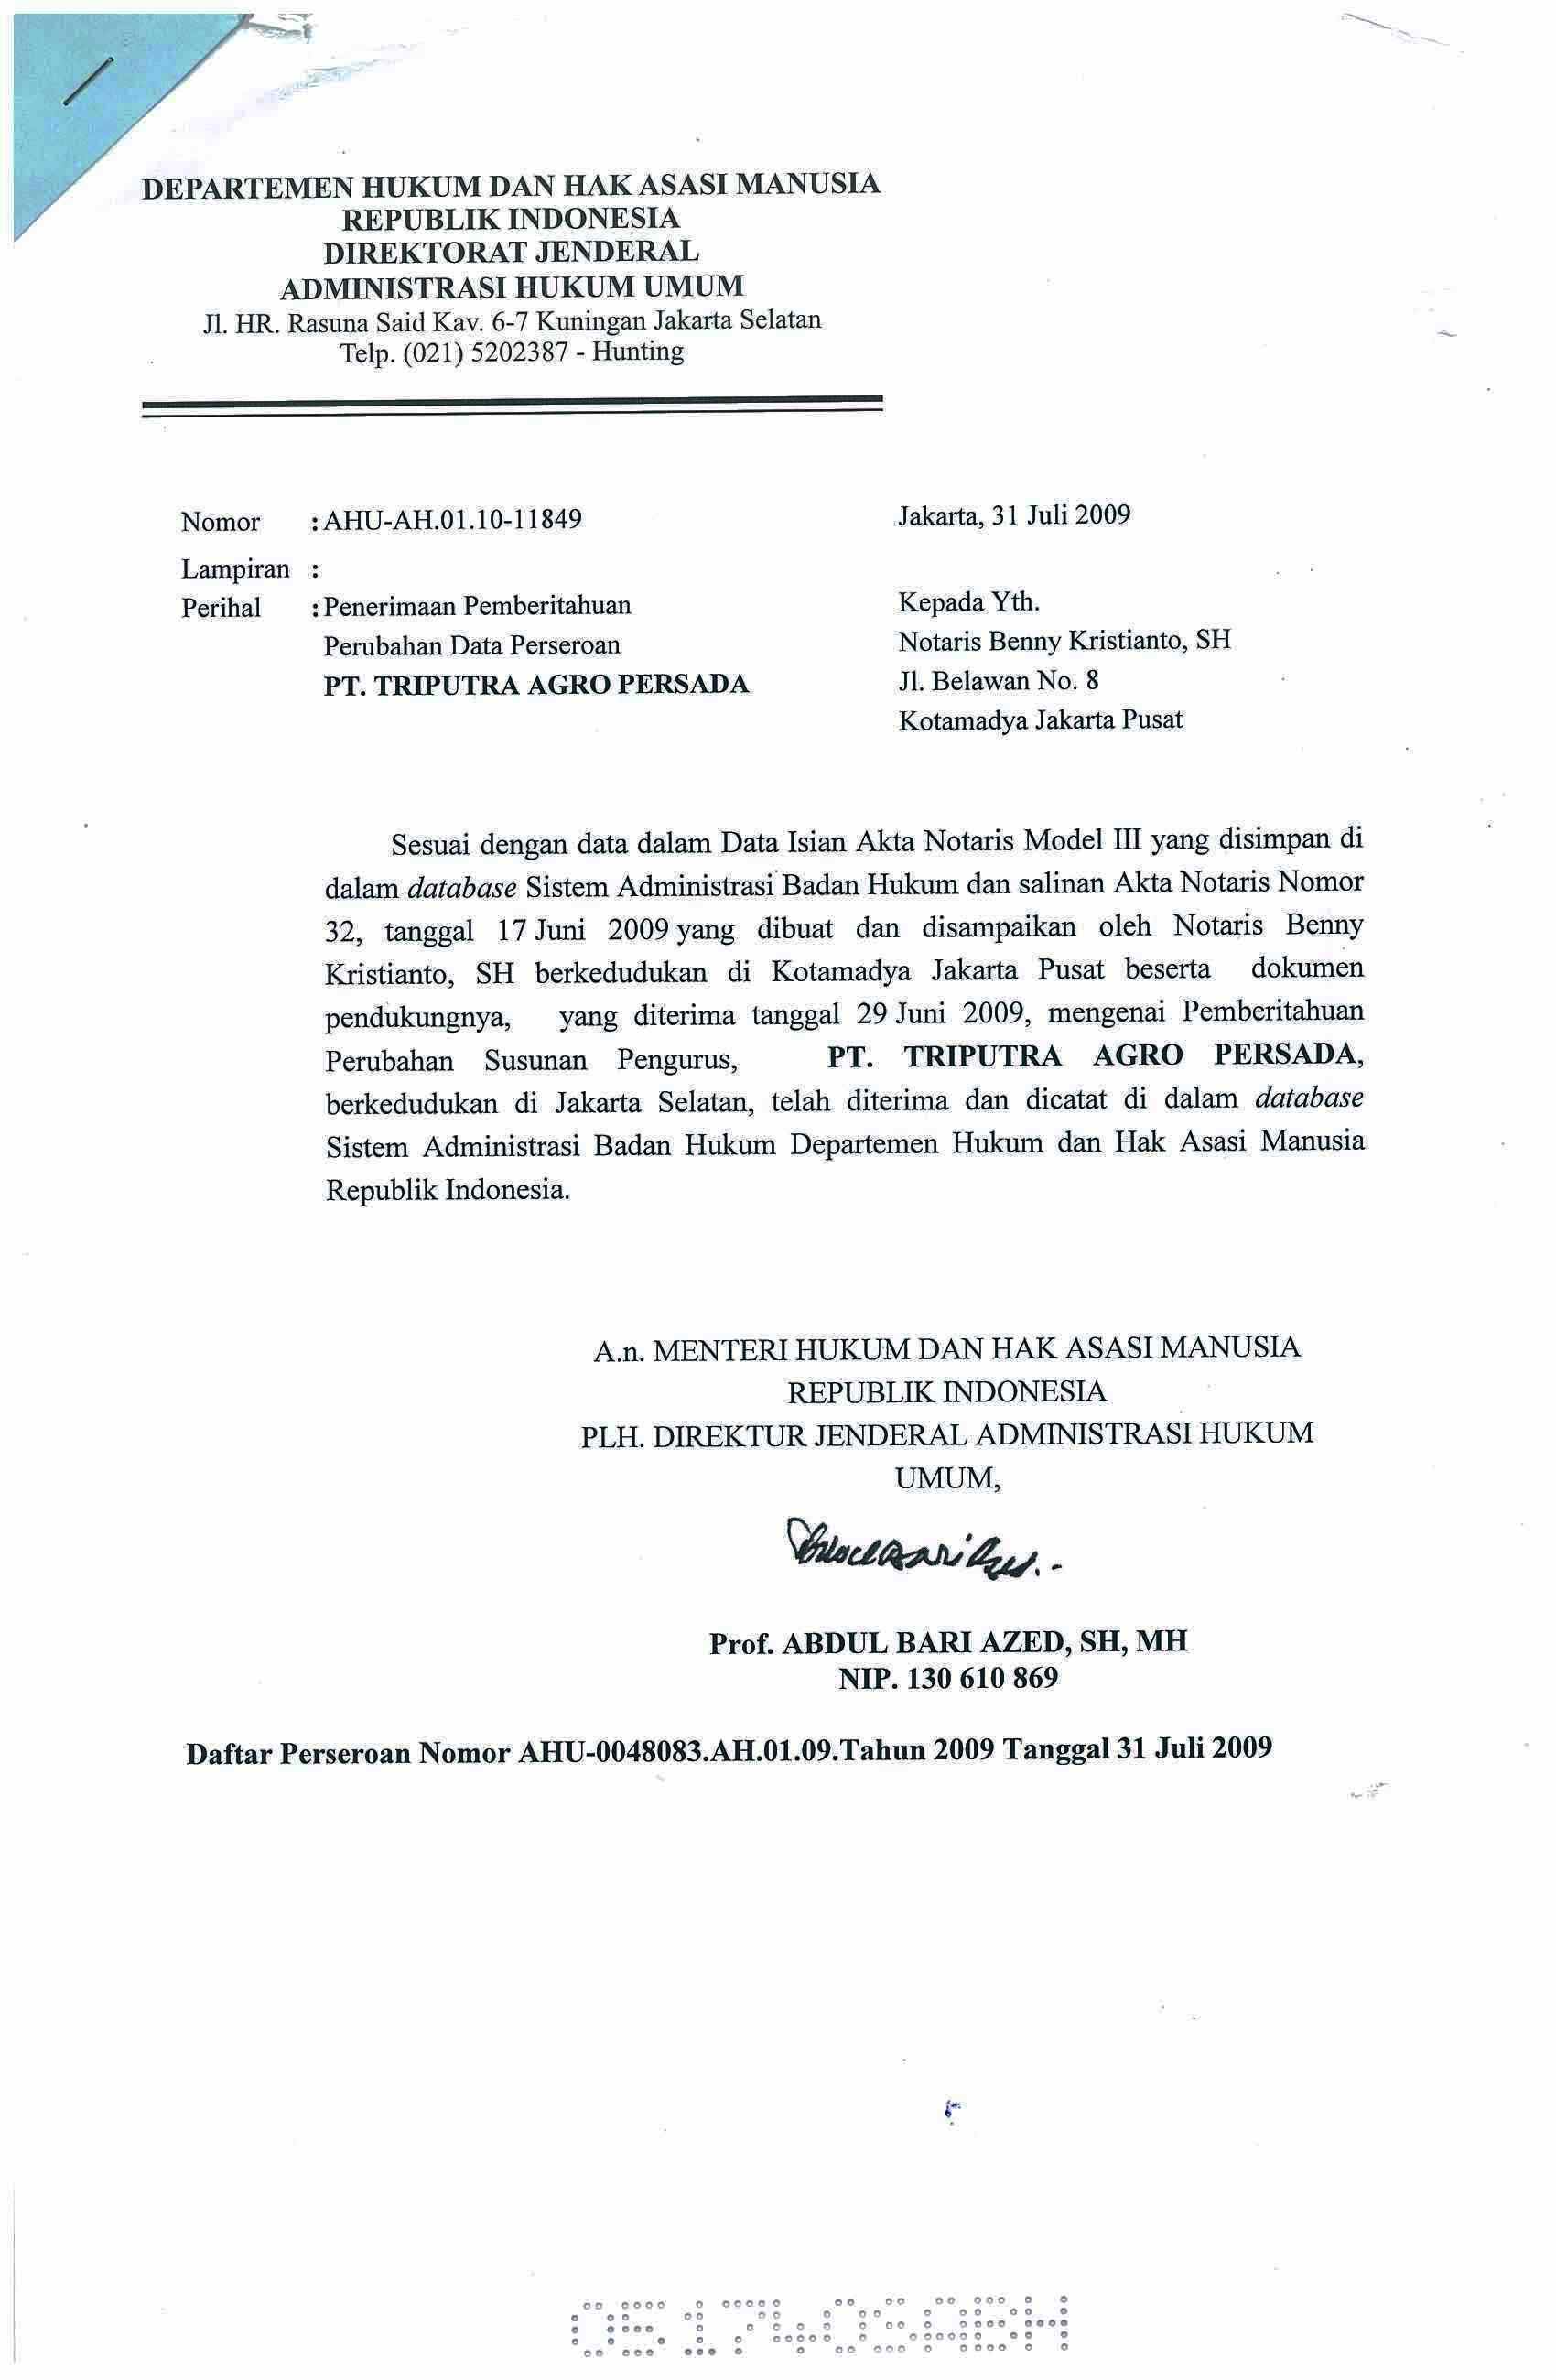 DEPARTEMEN HUKUM DAN HAK ASASI MANUSIA
REPUBLIK INDONESIA
DIREKTORAT JENDERAL
ADMINISTRASI HUKUM UMUM
Jl. HR. Rasuna Said Kav. 6-7 Kuningan Jakarta Selatan
Telp. (021) 5202387 - Hunting
Nomor : AHU-AH.01.10-11849
Jakarta, 31 Juli 2009
Lampiran :
Perihal : Penerimaan Pemberitahuan
Perubahan Data Perseroan
PT. TRIPUTRA AGRO PERSADA
Kepada Yth.
Notaris Benny Kristianto, SH
Jl. Belawan No. 8
Kotamadya Jakarta Pusat
Sesuai dengan data dalam Data Isian Akta Notaris Model III yang disimpan di
dalam database Sistem Administrasi Badan Hukum dan salinan Akta Notaris Nomor
32, tanggal 17 Juni 2009 yang dibuat dan disampaikan oleh Notaris Benny
Kristianto, SH berkedudukan di Kotamadya Jakarta Pusat beserta dokumen
pendukungnya, yang diterima tanggal 29 Juni 2009, mengenai Pemberitahuan
Perubahan Susunan Pengurus, PT. TRIPUTRA AGRO PERSADA,
berkedudukan di Jakarta Selatan, telah diterima dan dicatat di dalam database
Sistem Administrasi Badan Hukum Departemen Hukum dan Hak Asasi Manusia
Republik Indonesia.
A.n. MENTERI HUKUM DAN HAK ASASI MANUSIA
REPUBLIK INDONESIA
PLH. DIREKTUR JENDERAL ADMINISTRASI HUKUM
UMUM,
Prof. ABDUL BARI AZED, SH, MH
NIP. 130 610 869
Daftar Perseroan Nomor AHU-0048083.AH.01.09.Tahun 2009 Tanggal 31 Juli 2009